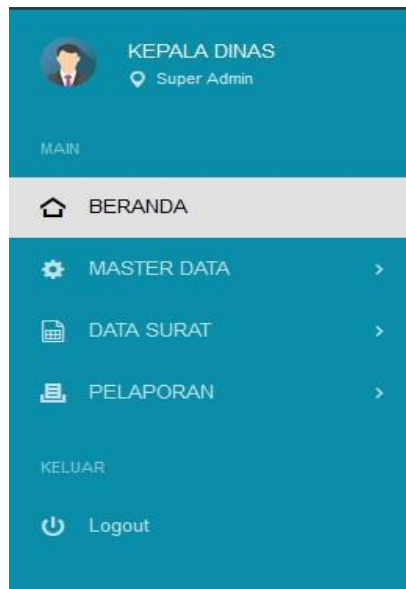 KEPALA DINAS
Super Admin
MAIN
BERANDA
MASTER DATA
DATA SURAT
PELAPORAN
KELUAR
Logout